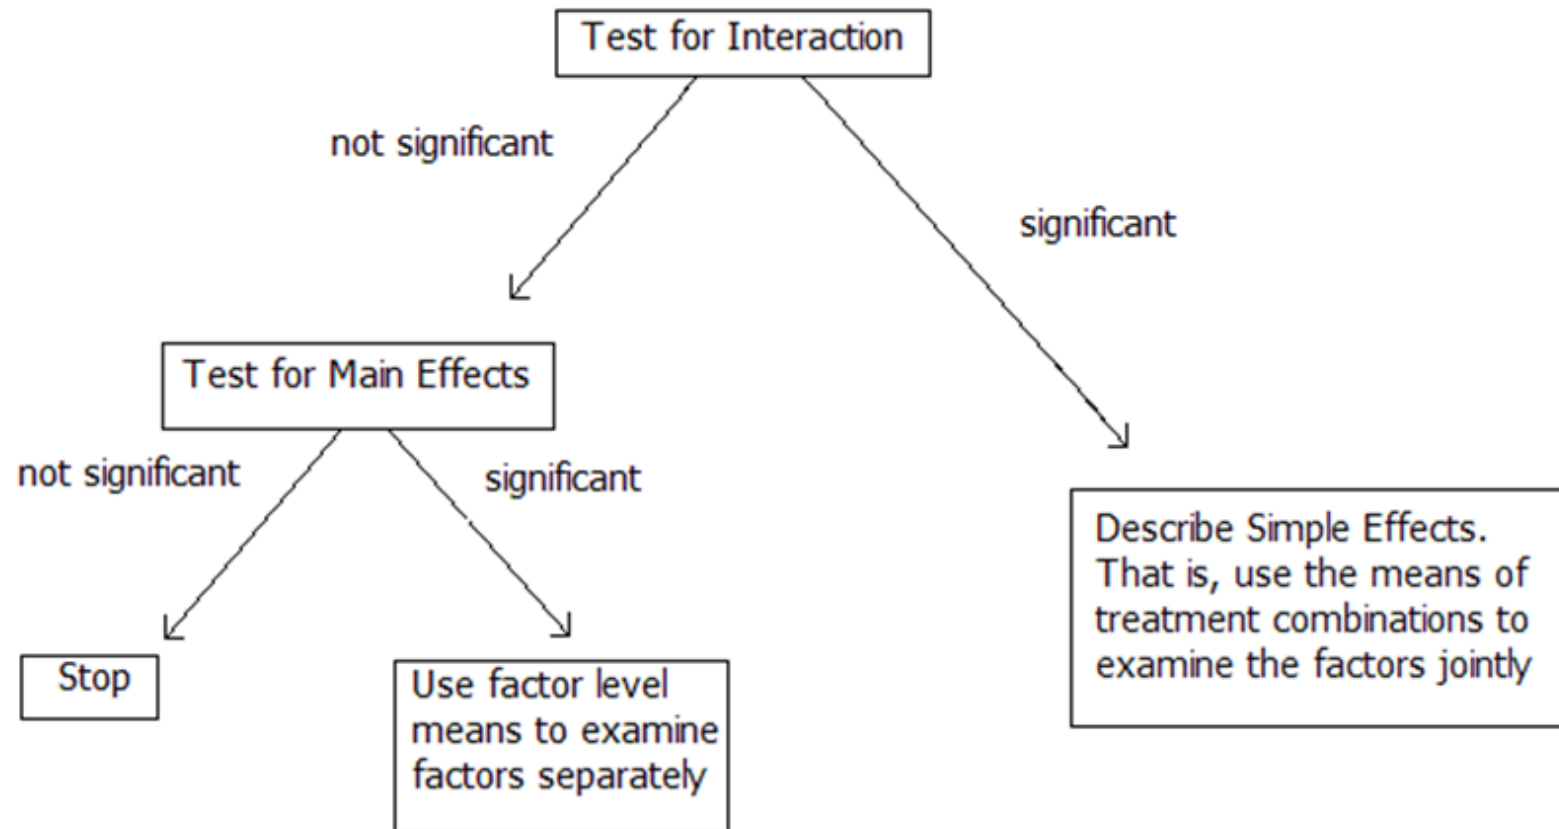 Test for Interaction
not significant
significant
Test for Main Effects
not significant
significant
Stop
Use factor level
means to examine
factors separately
Describe Simple Effects.
That is, use the means of
treatment combinations to
examine the factors jointly